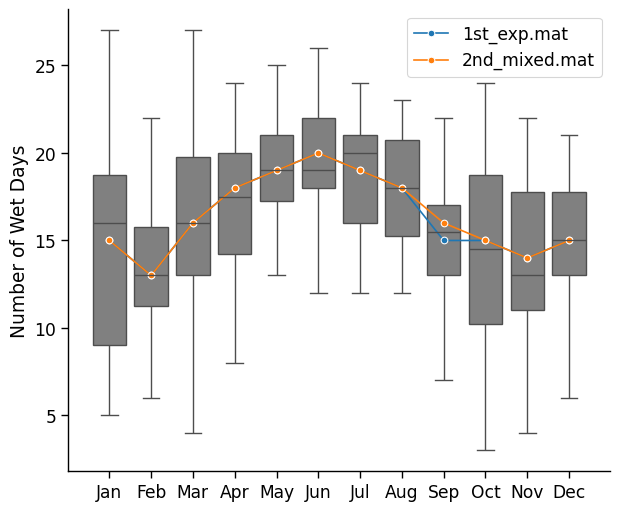 1st_exp.mat
2nd_mixed.mat
Number of Wet Days
25
20
15
10
5
Jan Feb Mar Apr May Jun Jul Aug Sep Oct Nov Dec